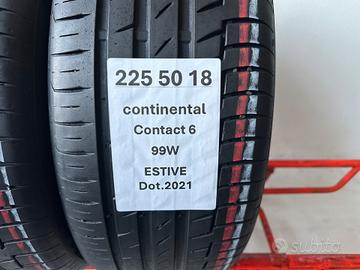 225 50 18
continental
Contact 6
99W
ESTIVE
Dot.2021
subito